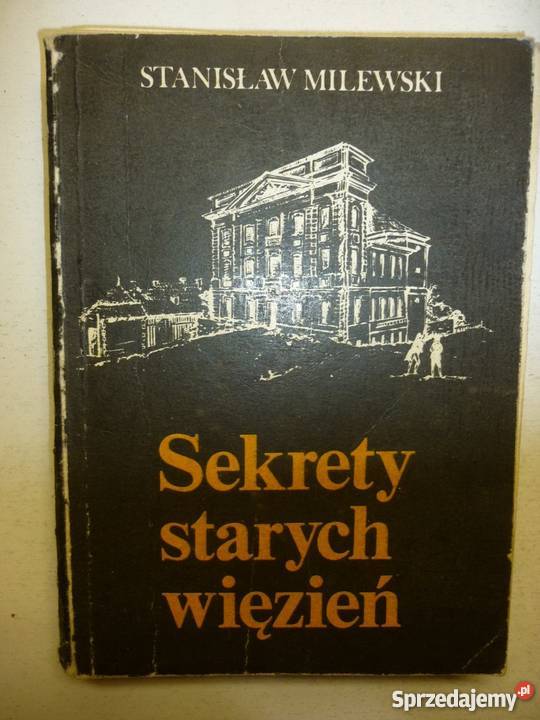 STANISŁAW MILEWSKI
Sekrety
starych
więzień
Sprzedajemy.pl